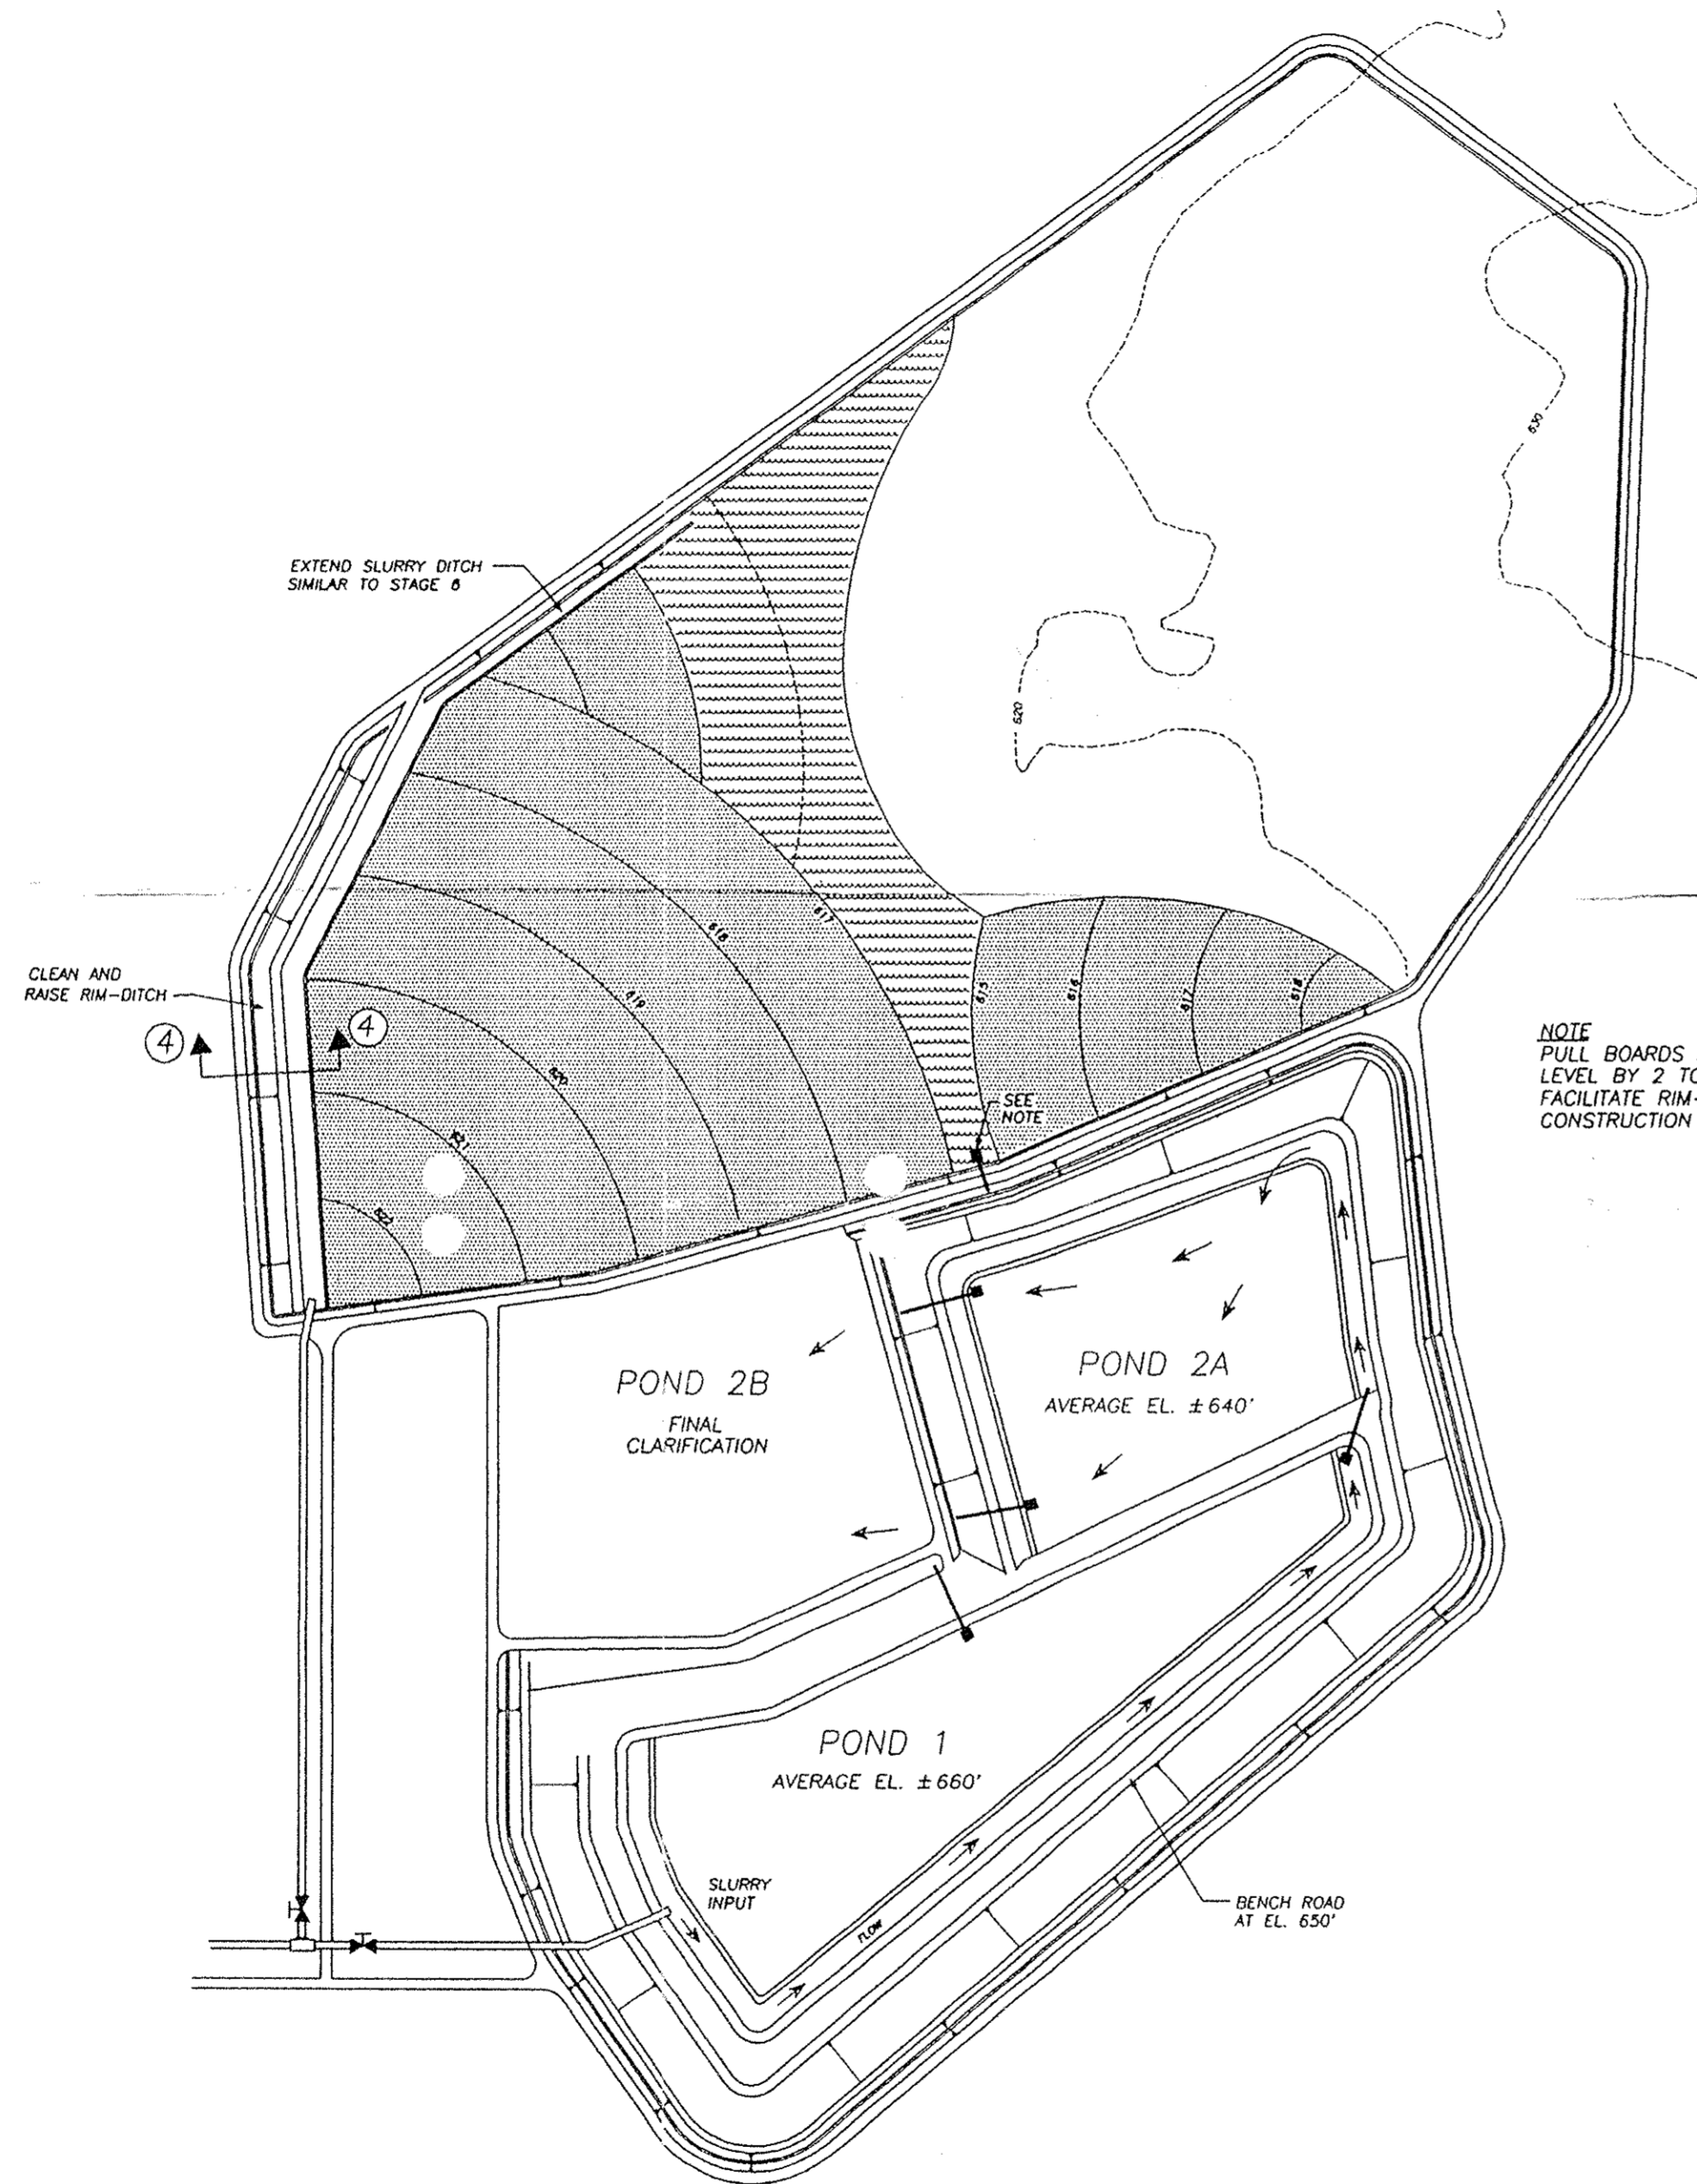 630
EXTEND SLURRY DITCH
SIMILAR TO STAGE 6
620
617
618
CLEAN AND
RAISE RIM-DITCH
619
615
616
617
618
4
4
NOTE
PULL BOARDS
LEVEL BY 2 TO
FACILITATE RIM-
CONSTRUCTION
620
SEE
NOTE
621
622
POND 2B
FINAL
CLARIFICATION
POND 2A
AVERAGE EL. ±640'
POND 1
AVERAGE EL. ±660'
SLURRY
INPUT
FLOW
BENCH ROAD
AT EL. 650'